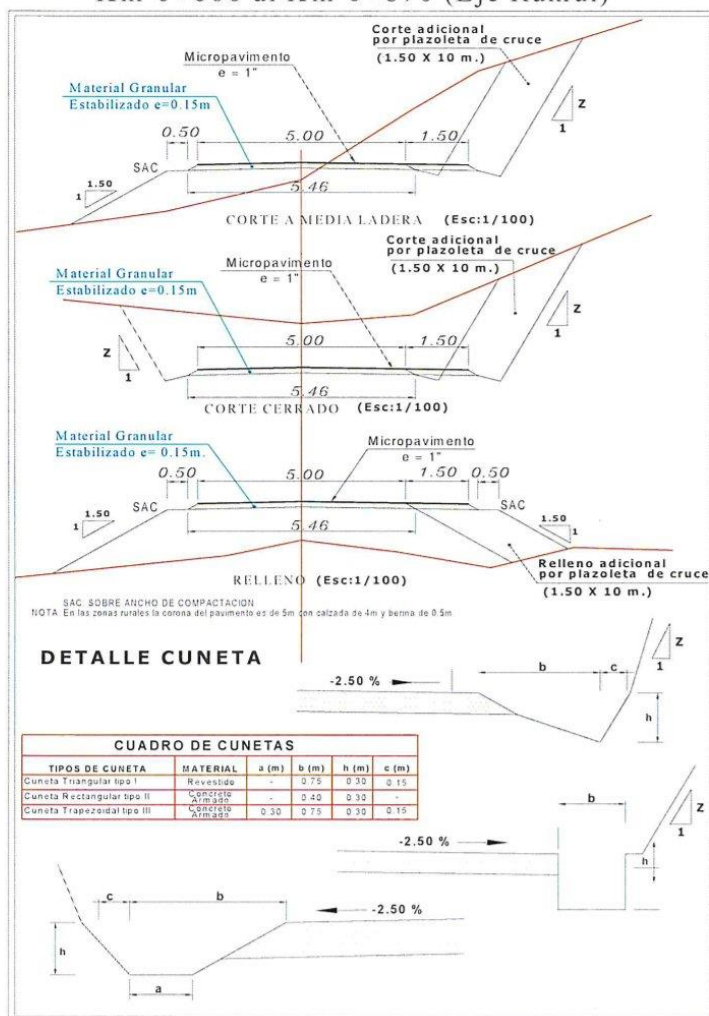 Corte adicional
por plazoleta de cruce
(1.50 X 10 m.)
Micropavimento
e = 1"
Material Granular
Estabilizado e=0.15m
0.50
5.00
1.50
Z
1
SAC
1.50
1
5.46
CORTE A MEDIA LADERA (Esc:1/100)
Corte adicional
por plazoleta de cruce
(1.50 X 10 m.)
Micropavimento
e = 1"
Material Granular
Estabilizado e=0.15m
Z
1
5.00
1.50
Z
1
5.46
CORTE CERRADO (Esc:1/100)
Material Granular
Estabilizado e= 0.15m.
Micropavimento
e = 1"
0.50
5.00
1.50
0.50
SAC
SAC
1.50
1
1.50
1
5.46
RELLENO (Esc:1/100)
Relleno adicional
por plazoleta de cruce
(1.50 X 10 m.)
SAC. SOBRE ANCHO DE COMPACTACION
NOTA En las zonas rurales la corona del pavimento es de 5m con calzada de 4m y berma de 0.5m
DETALLE CUNETA
-2.50 %
b
c
h
Z
1
CUADRO DE CUNETAS
TIPOS DE CUNETA MATERIAL a (m) b (m) h (m) c (m)
Cuneta Triangular tipo I Revestido - 0.75 0.30 0.15
Cuneta Rectangular tipo II Concreto Armado - 0.40 0.30 -
Cuneta Trapezoidal tipo III Concreto Armado 0.30 0.75 0.30 0.15
-2.50 %
b
h
Z
1
c
b
-2.50 %
h
a